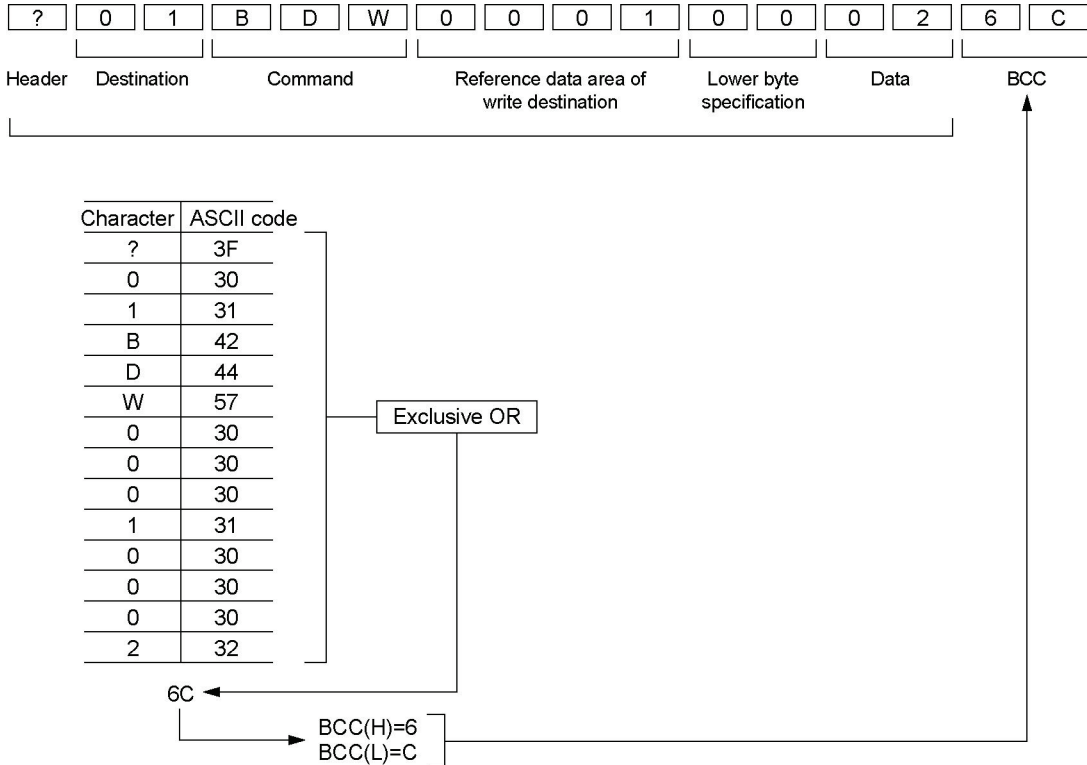 ? 0 1 B D W 0 0 0 1 0 0 0 2 6 C
Header Destination Command Reference data area of write destination Lower byte specification Data BCC
Character ASCII code
? 3F
0 30
1 31
B 42
D 44
W 57
0 30
0 30
0 30
1 31
0 30
0 30
0 30
2 32
Exclusive OR
6C
BCC(H)=6
BCC(L)=C